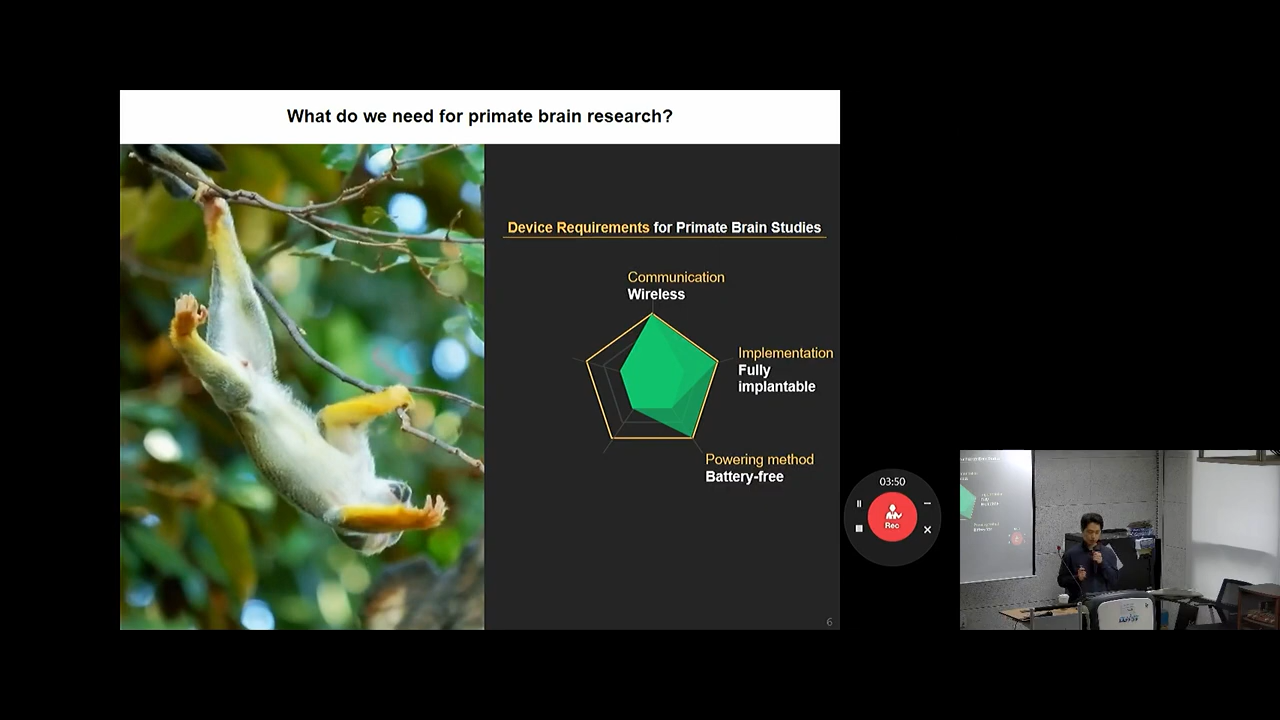 What do we need for primate brain research?
Device Requirements for Primate Brain Studies
Communication
Wireless
Implementation
Fully
implantable
Powering method
Battery-free
6
03:50
Rec